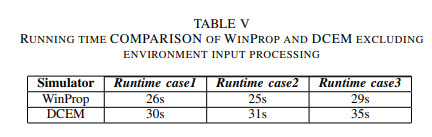 TABLE V
RUNNING TIME COMPARISON OF WINPROP AND DCEM EXCLUDING
ENVIRONMENT INPUT PROCESSING
Simulator Runtime case1 Runtime case2 Runtime case3
WinProp 26s 25s 29s
DCEM 30s 31s 35s